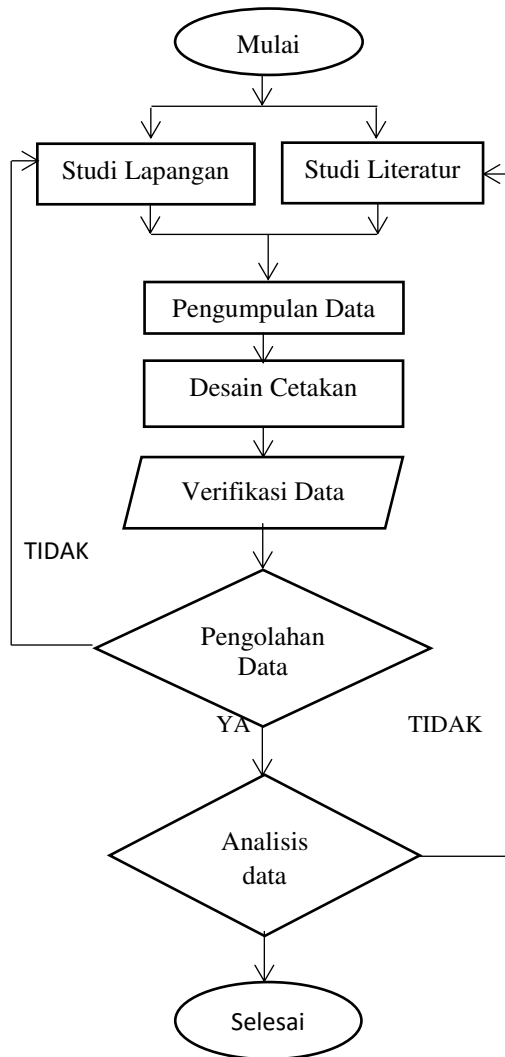 Mulai
Studi Lapangan
Studi Literatur
Pengumpulan Data
Desain Cetakan
Verifikasi Data
TIDAK
Pengolahan
Data
YA
TIDAK
Analisis
data
Selesai